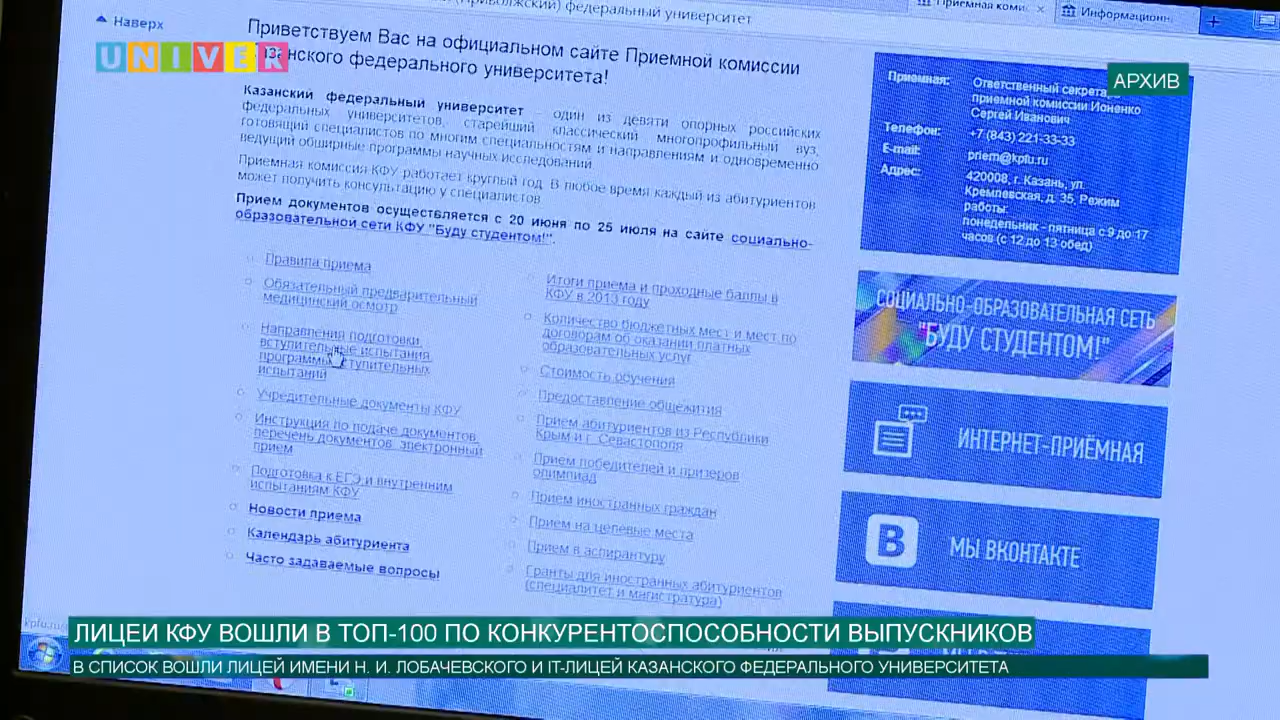 (Приволжский) федеральный университет
Приемная коми
Информационн
Наверх
UNIVER
АРХИВ
Приветствуем Вас на официальном сайте Приемной комиссии
Казанского федерального университета!
Казанский федеральный университет - один из девяти опорных российских
федеральных университетов, старейший классический многопрофильный вуз,
готовящий специалистов по многим специальностям и направлениям и одновременно
ведущий обширные программы научных исследований
Приемная комиссия КФУ работает круглый год. В любое время каждый из абитуриентов
может получить консультацию у специалистов
Прием документов осуществляется с 20 июня по 25 июля на сайте социально-
образовательной сети КФУ "Буду студентом!".
Правила приема
Обязательный предварительный
медицинский осмотр
Направления подготовки,
вступительные испытания,
программы вступительных
испытаний
Учредительные документы КФУ
Инструкция по подаче документов,
перечень документов, электронный
прием
Подготовка к ЕГЭ и внутренним
испытаниям КФУ
Новости приема
Календарь абитуриента
Часто задаваемые вопросы
Итоги приема и проходные баллы в
КФУ в 2013 году
Количество бюджетных мест и мест по
договорам об оказании платных
образовательных услуг
Стоимость обучения
Предоставление общежития
Прием абитуриентов из Республики
Крым и г. Севастополя
Прием победителей и призеров
олимпиад
Прием иностранных граждан
Прием на целевые места
Прием в аспирантуру
Гранты для иностранных абитуриентов
(специалитет и магистратура)
Приемная: Ответственный секретарь
приемной комиссии Ионенко
Сергей Иванович
Телефон: +7 (843) 221-33-33
E-mail: priem@kpfu.ru
Адрес: 420008, г. Казань, ул.
Кремлевская, д. 35, Режим
работы:
понедельник - пятница с 9 до 17
часов (с 12 до 13 обед)
СОЦИАЛЬНО-ОБРАЗОВАТЕЛЬНАЯ СЕТЬ
"БУДУ СТУДЕНТОМ!"
ИНТЕРНЕТ-ПРИЁМНАЯ
В МЫ ВКОНТАКТЕ
kpfu.ru
ЛИЦЕИ КФУ ВОШЛИ В ТОП-100 ПО КОНКУРЕНТОСПОСОБНОСТИ ВЫПУСКНИКОВ
В СПИСОК ВОШЛИ ЛИЦЕЙ ИМЕНИ Н. И. ЛОБАЧЕВСКОГО И IT-ЛИЦЕЙ КАЗАНСКОГО ФЕДЕРАЛЬНОГО УНИВЕРСИТЕТА